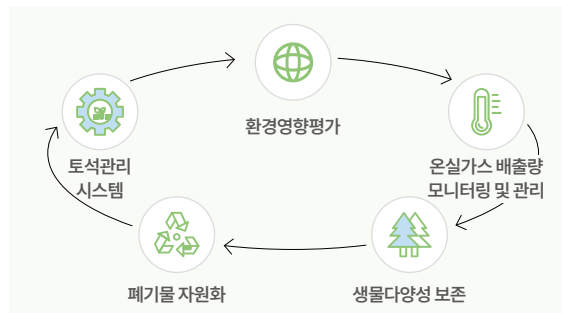 환경영향평가
온실가스 배출량
모니터링 및 관리
생물다양성 보존
폐기물 자원화
토석관리
시스템